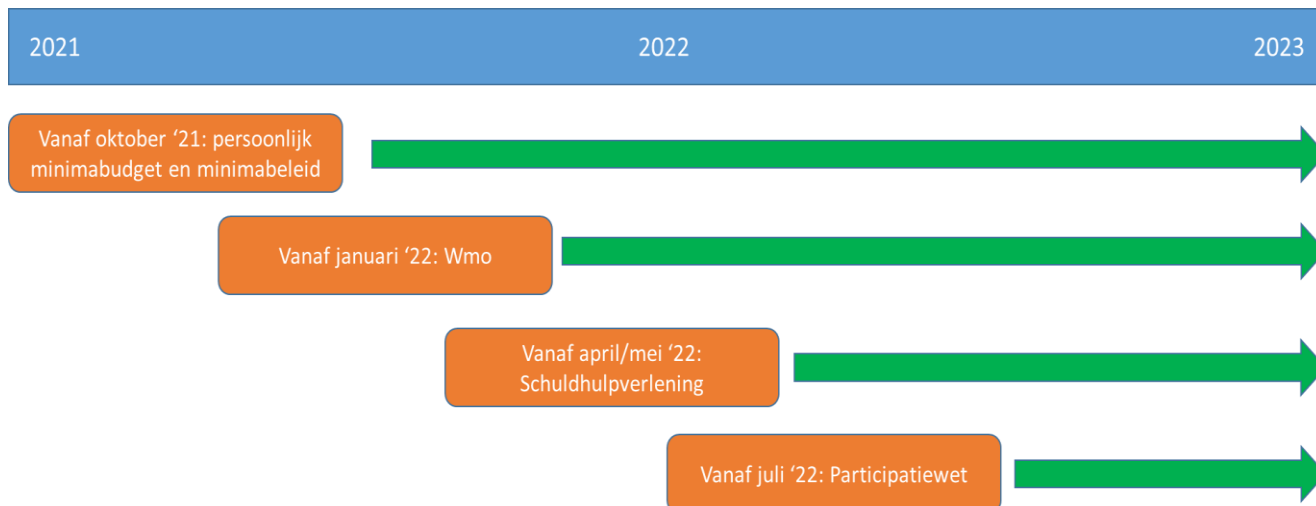 2021 2022 2023
Vanaf oktober ‘21: persoonlijk
minimabudget en minimabeleid
Vanaf januari ‘22: Wmo
Vanaf april/mei ‘22:
Schuldhulpverlening
Vanaf juli ‘22: Participatiewet